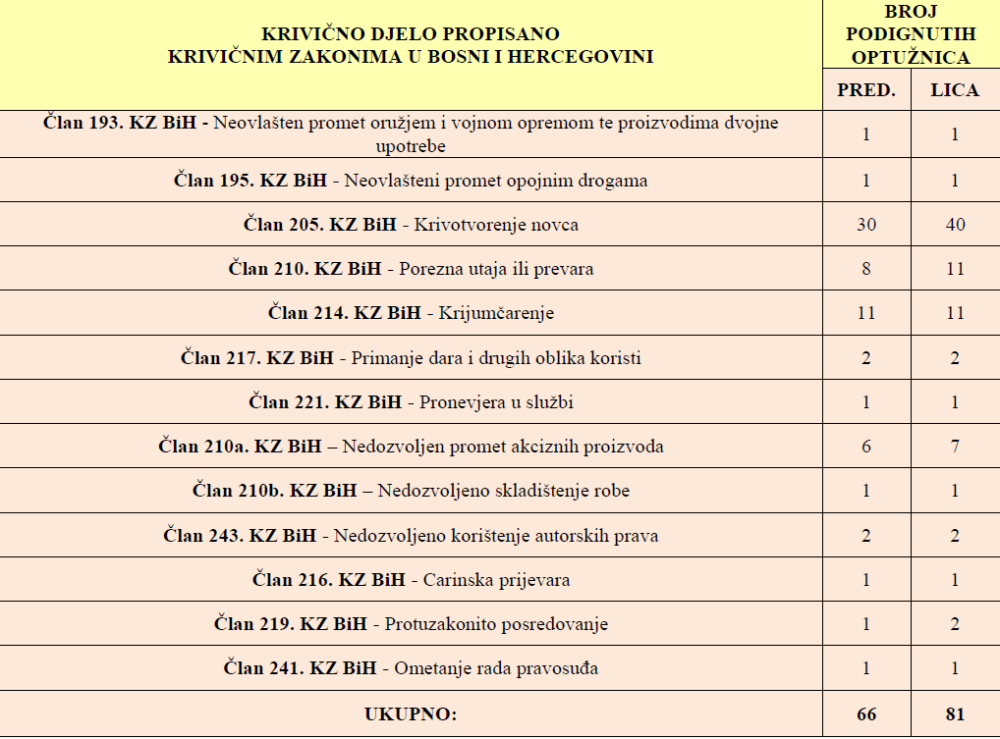 KRIVIČNO DJELO PROPISANO
KRIVIČNIM ZAKONIMA U BOSNI I HERCEGOVINI
BROJ
PODIGNUTIH
OPTUŽNICA
PRED. LICA
Član 193. KZ BiH - Neovlašten promet oružjem i vojnom opremom te proizvodima dvojne
upotrebe 1 1
Član 195. KZ BiH - Neovlašteni promet opojnim drogama 1 1
Član 205. KZ BiH - Krivotvorenje novca 30 40
Član 210. KZ BiH - Porezna utaja ili prevara 8 11
Član 214. KZ BiH - Krijumčarenje 11 11
Član 217. KZ BiH - Primanje dara i drugih oblika koristi 2 2
Član 221. KZ BiH - Pronevjera u službi 1 1
Član 210a. KZ BiH – Nedozvoljen promet akciznih proizvoda 6 7
Član 210b. KZ BiH – Nedozvoljeno skladištenje robe 1 1
Član 243. KZ BiH - Nedozvoljeno korištenje autorskih prava 2 2
Član 216. KZ BiH - Carinska prijevara 1 1
Član 219. KZ BiH - Protuzakonito posredovanje 1 2
Član 241. KZ BiH - Ometanje rada pravosuđa 1 1
UKUPNO: 66 81